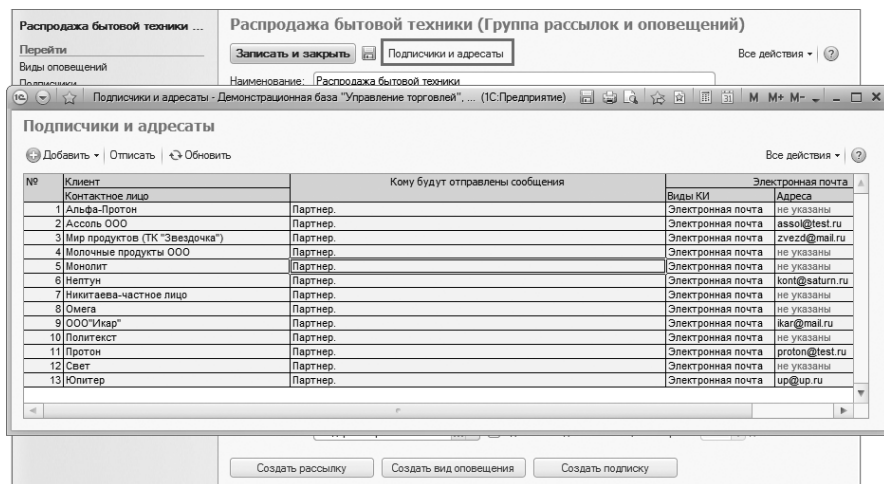 Распродажа бытовой техники ...
Распродажа бытовой техники (Группа рассылок и оповещений)
Перейти
Виды оповещений
Подписчики
Записать и закрыть Подписчики и адресаты Все действия ?
Наименование: Распродажа бытовой техники
1С Подписчики и адресаты - Демонстрационная база "Управление торговлей", ... (1С:Предприятие) 31 M M+ M-
Подписчики и адресаты
Добавить Отписать Обновить Все действия ?
№ Клиент Кому будут отправлены сообщения Электронная почта
Контактное лицо Виды КИ Адреса
1 Альфа-Протон Партнер. Электронная почта не указаны
2 Ассоль ООО Партнер. Электронная почта assol@test.ru
3 Мир продуктов (ТК "Звездочка") Партнер. Электронная почта zvezd@mail.ru
4 Молочные продукты ООО Партнер. Электронная почта не указаны
5 Монолит Партнер. Электронная почта не указаны
6 Нептун Партнер. Электронная почта kont@saturn.ru
7 Никитаева-частное лицо Партнер. Электронная почта не указаны
8 Омега Партнер. Электронная почта не указаны
9 ООО"Икар" Партнер. Электронная почта ikar@mail.ru
10 Политекст Партнер. Электронная почта не указаны
11 Протон Партнер. Электронная почта proton@test.ru
12 Свет Партнер. Электронная почта не указаны
13 Юпитер Партнер. Электронная почта up@up.ru
Создать рассылку Создать вид оповещения Создать подписку